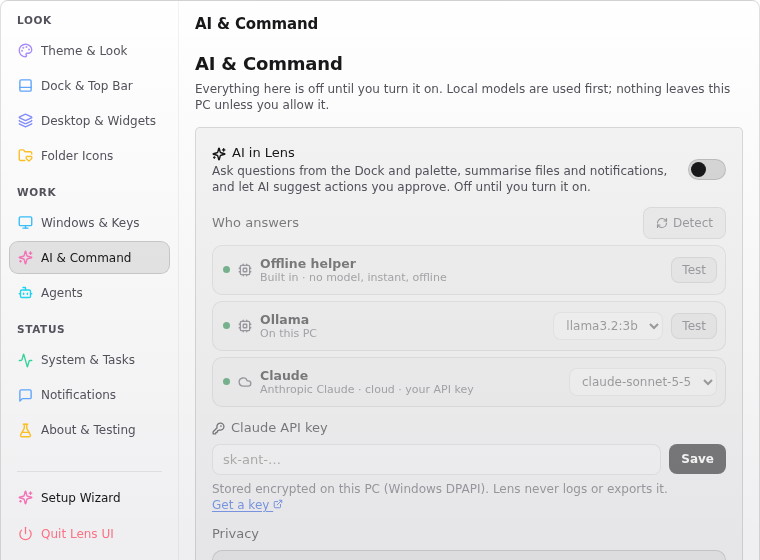 LOOK
Theme & Look
Dock & Top Bar
Desktop & Widgets
Folder Icons
WORK
Windows & Keys
AI & Command
Agents
STATUS
System & Tasks
Notifications
About & Testing
Setup Wizard
Quit Lens UI
AI & Command
AI & Command
Everything here is off until you turn it on. Local models are used first; nothing leaves this
PC unless you allow it.
AI in Lens
Ask questions from the Dock and palette, summarise files and notifications,
and let AI suggest actions you approve. Off until you turn it on.
Who answers
Detect
Offline helper
Built in · no model, instant, offline
Test
Ollama
On this PC
llama3.2:3b
Test
Claude
Anthropic Claude · cloud · your API key
claude-sonnet-5-5
Claude API key
sk-ant-...
Save
Stored encrypted on this PC (Windows DPAPI). Lens never logs or exports it.
Get a key
Privacy